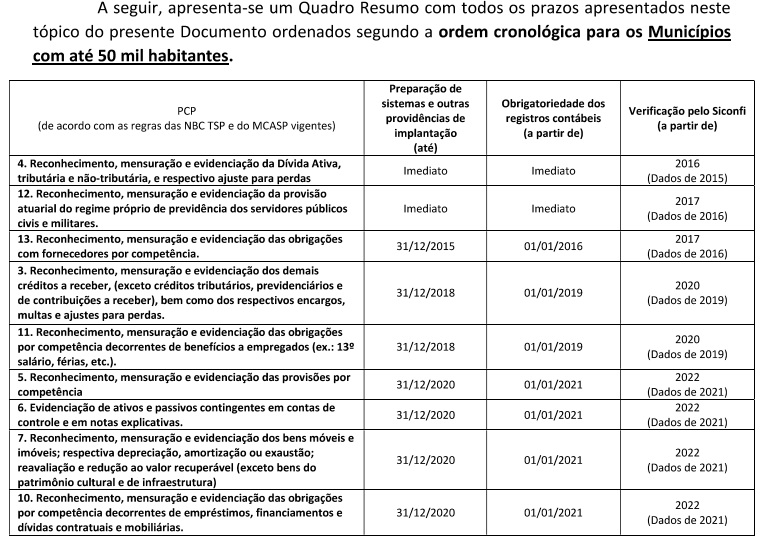 A seguir, apresenta-se um Quadro Resumo com todos os prazos apresentados neste
tópico do presente Documento ordenados segundo a ordem cronológica para os Municípios
com até 50 mil habitantes.
PCP
(de acordo com as regras das NBC TSP e do MCASP vigentes)
Preparação de
sistemas e outras
providências de
implantação
(até)
Obrigatoriedade dos
registros contábeis
(a partir de)
Verificação pelo Siconfi
(a partir de)
4. Reconhecimento, mensuração e evidenciação da Dívida Ativa,
tributária e não-tributária, e respectivo ajuste para perdas
Imediato
Imediato
2016
(Dados de 2015)
12. Reconhecimento, mensuração e evidenciação da provisão
atuarial do regime próprio de previdência dos servidores públicos
civis e militares.
Imediato
Imediato
2017
(Dados de 2016)
13. Reconhecimento, mensuração e evidenciação das obrigações
com fornecedores por competência.
31/12/2015
01/01/2016
2017
(Dados de 2016)
3. Reconhecimento, mensuração e evidenciação dos demais
créditos a receber, (exceto créditos tributários, previdenciários e
de contribuições a receber), bem como dos respectivos encargos,
multas e ajustes para perdas.
31/12/2018
01/01/2019
2020
(Dados de 2019)
11. Reconhecimento, mensuração e evidenciação das obrigações
por competência decorrentes de benefícios a empregados (ex.: 13º
salário, férias, etc.).
31/12/2018
01/01/2019
2020
(Dados de 2019)
5. Reconhecimento, mensuração e evidenciação das provisões por
competência
31/12/2020
01/01/2021
2022
(Dados de 2021)
6. Evidenciação de ativos e passivos contingentes em contas de
controle e em notas explicativas.
31/12/2020
01/01/2021
2022
(Dados de 2021)
7. Reconhecimento, mensuração e evidenciação dos bens móveis e
imóveis; respectiva depreciação, amortização ou exaustão;
reavaliação e redução ao valor recuperável (exceto bens do
patrimônio cultural e de infraestrutura)
31/12/2020
01/01/2021
2022
(Dados de 2021)
10. Reconhecimento, mensuração e evidenciação das obrigações
por competência decorrentes de empréstimos, financiamentos e
dívidas contratuais e mobiliárias.
31/12/2020
01/01/2021
2022
(Dados de 2021)